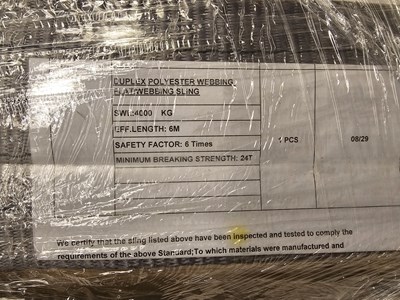 DUPLEX POLYESTER WEBBING
FLAT WEBBING SLING
SWL:4000 KG
EFF.LENGTH: 6M
SAFETY FACTOR: 6 Times
MINIMUM BREAKING STRENGTH: 24T
1 PCS
08/29
We certify that the sling listed above have been inspected and tested to comply the
requirements of the above Standard;To which materials were manufactured and